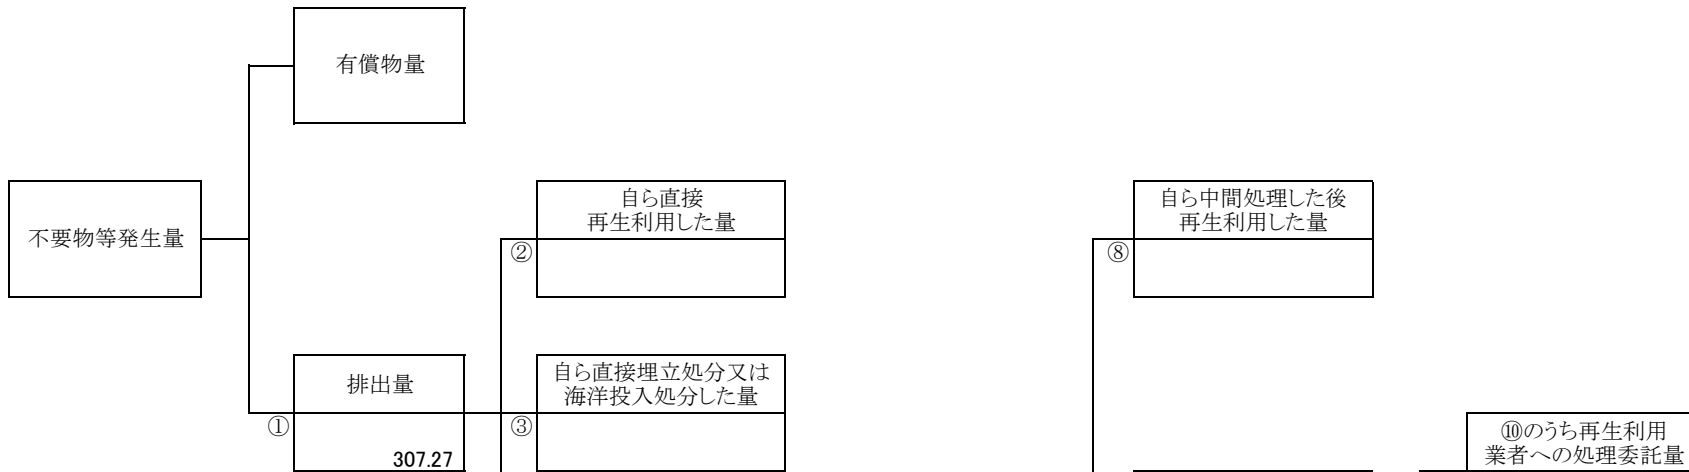 有償物量
不要物等発生量
自ら直接
再生利用した量
②
自ら中間処理した後
再生利用した量
⑧
排出量
①
307.27
自ら直接埋立処分又は
海洋投入処分した量
③
⑩のうち再生利用
業者への処理委託量